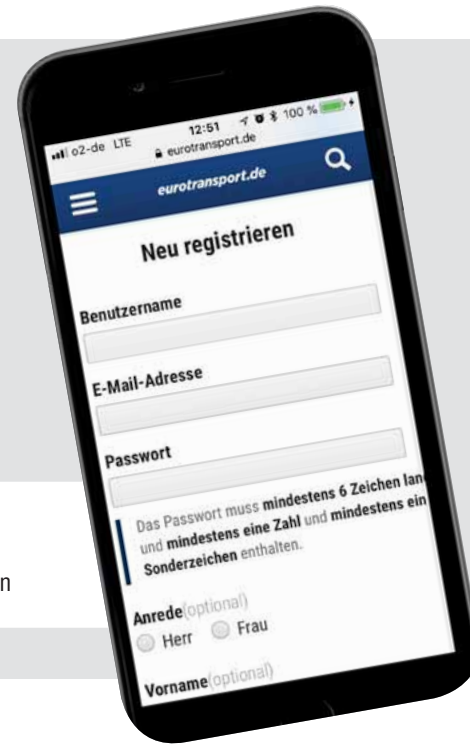 o2-de LTE 12:51 100 %
eurotransport.de
eurotransport.de
Neu registrieren
Benutzername
E-Mail-Adresse
Passwort
Das Passwort muss mindestens 6 Zeichen lan
und mindestens eine Zahl und mindestens ein
Sonderzeichen enthalten.
n
Anrede(optional)
Herr Frau
Vorname(optional)